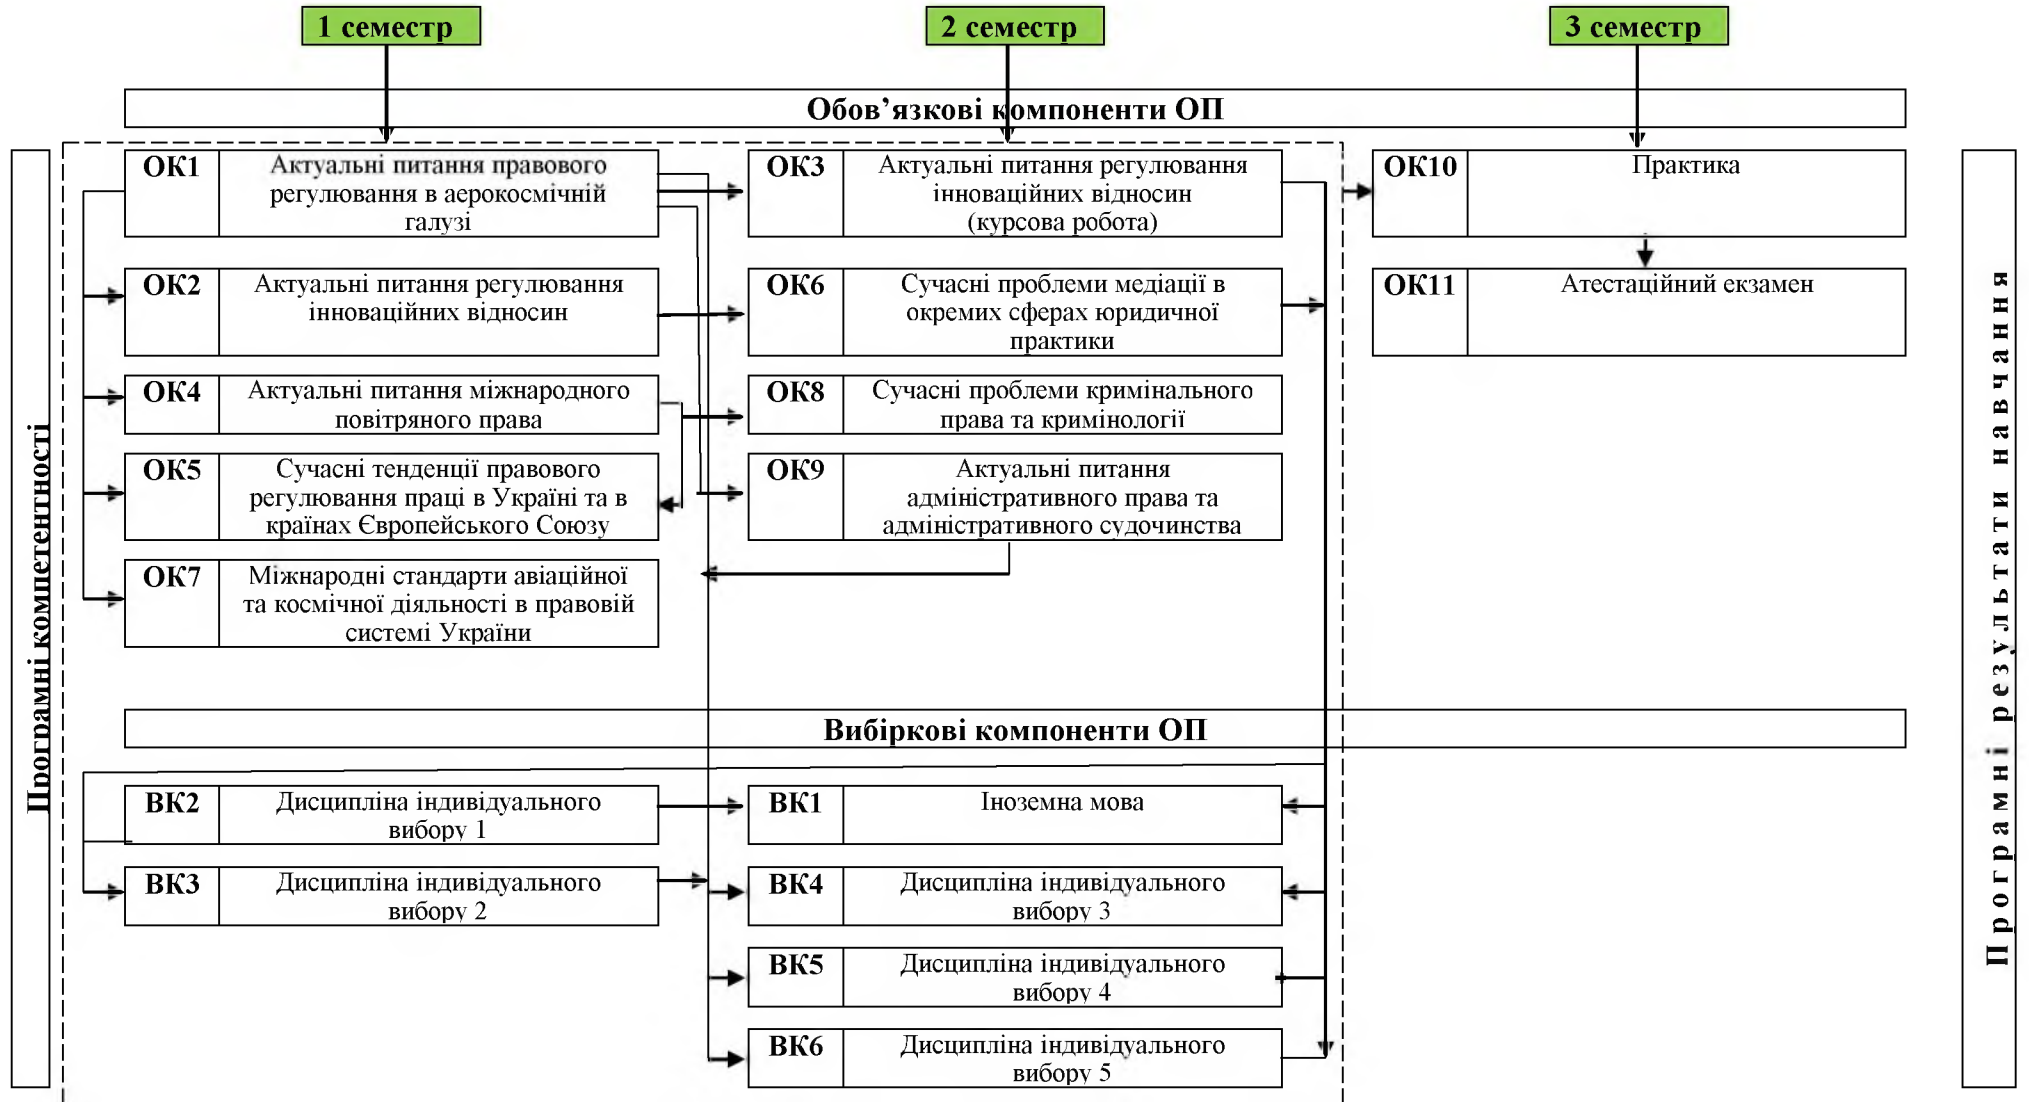 1 семестр
2 семестр
3 семестр
Обов’язкові компоненти ОП
Програмні компетентності
ОК1
Актуальні питання правового
регулювання в аерокосмічній
галузі
ОК3
Актуальні питання регулювання
інноваційних відносин
(курсова робота)
ОК10
Практика
ОК2
Актуальні питання регулювання
інноваційних відносин
ОК6
Сучасні проблеми медіації в
окремих сферах юридичної
практики
ОК11
Атестаційний екзамен
ОК4
Актуальні питання міжнародного
повітряного права
ОК8
Сучасні проблеми кримінального
права та кримінології
ОК5
Сучасні тенденції правового
регулювання праці в Україні та в
країнах Європейського Союзу
ОК9
Актуальні питання
адміністративного права та
адміністративного судочинства
ОК7
Міжнародні стандарти авіаційної
та космічної діяльності в правовій
системі України
Вибіркові компоненти ОП
ВК2
Дисципліна індивідуального
вибору 1
ВК1
Іноземна мова
ВК3
Дисципліна індивідуального
вибору 2
ВК4
Дисципліна індивідуального
вибору 3
ВК5
Дисципліна індивідуального
вибору 4
ВК6
Дисципліна індивідуального
вибору 5
Програмні результати навчання